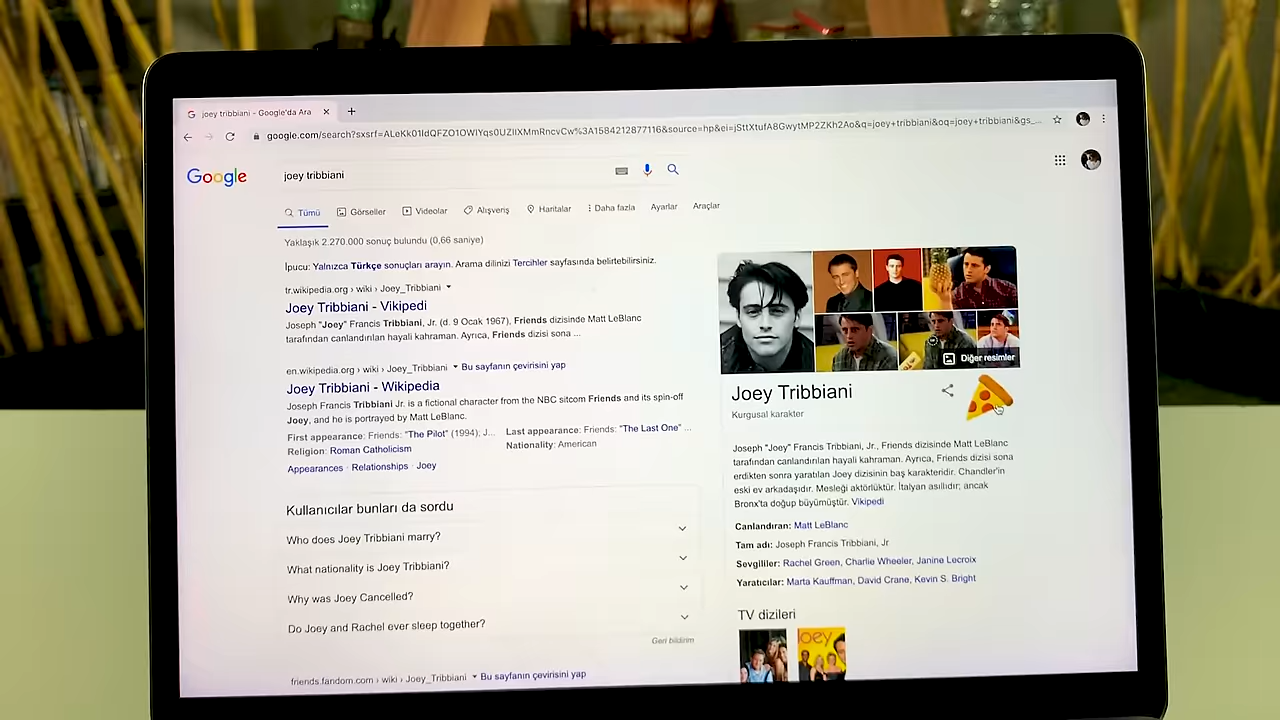 joey tribbiani - Google'da Ara
google.com/search?sxsrf=ALeKk01IdQFZO1OWIYqs0UZIIXMmRncvCw%3A1584212877116&source=hp&ei=jSttXtufA8GwytMP2ZKh2Ao&q=joey+tribbiani&oq=joey+tribbiani&gs_...
Google
joey tribbiani
Tümü Görseller Videolar Alışveriş Haritalar Daha fazla Ayarlar Araçlar
Yaklaşık 2.270.000 sonuç bulundu (0,66 saniye)
İpucu: Yalnızca Türkçe sonuçları arayın. Arama dilinizi Tercihler sayfasında belirtebilirsiniz.
tr.wikipedia.org › wiki › Joey_Tribbiani
Joey Tribbiani - Vikipedi
Joseph "Joey" Francis Tribbiani, Jr. (d. 9 Ocak 1967), Friends dizisinde Matt LeBlanc
tarafından canlandırılan hayali kahraman. Ayrıca, Friends dizisi sona ...
en.wikipedia.org › wiki › Joey_Tribbiani Bu sayfanın çevirisini yap
Joey Tribbiani - Wikipedia
Joseph Francis Tribbiani Jr. is a fictional character from the NBC sitcom Friends and its spin-off
Joey, and he is portrayed by Matt LeBlanc.
First appearance: Friends: "The Pilot" (1994); J... Last appearance: Friends: "The Last One" ...
Religion: Roman Catholicism Nationality: American
Appearances · Relationships · Joey
Kullanıcılar bunları da sordu
Who does Joey Tribbiani marry?
What nationality is Joey Tribbiani?
Why was Joey Cancelled?
Do Joey and Rachel ever sleep together?
Geri bildirim
friends.fandom.com › wiki › Joey_Tribbiani Bu sayfanın çevirisini yap
Diğer resimler
Joey Tribbiani
Kurgusal karakter
Joseph "Joey" Francis Tribbiani, Jr., Friends dizisinde Matt LeBlanc
tarafından canlandırılan hayali kahraman. Ayrıca, Friends dizisi sona
erdikten sonra yaratılan Joey dizisinin baş karakteridir. Chandler'in
eski ev arkadaşıdır. Mesleği aktörlüktür. İtalyan asıllıdır; ancak
Bronx'ta doğup büyümüştür. Vikipedi
Canlandıran: Matt LeBlanc
Tam adı: Joseph Francis Tribbiani, Jr
Sevgililer: Rachel Green, Charlie Wheeler, Janine Lecroix
Yaratıcılar: Marta Kauffman, David Crane, Kevin S. Bright
TV dizileri
joey